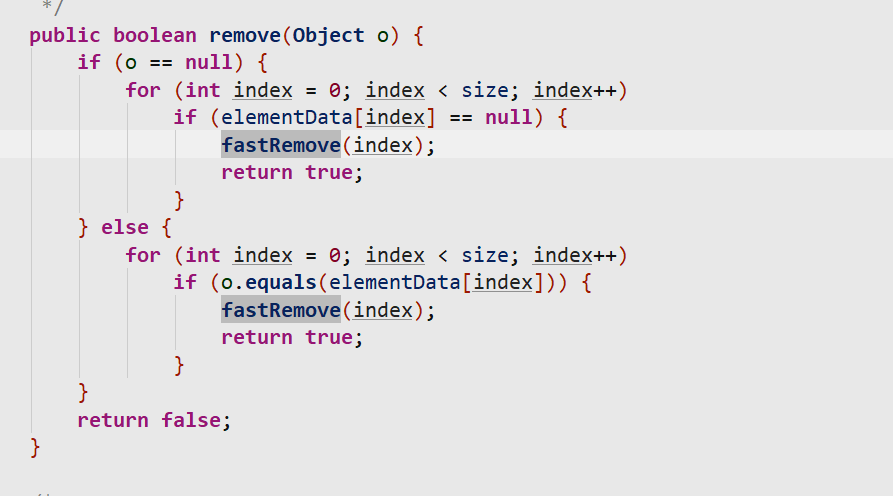 */
public boolean remove(Object o) {
    if (o == null) {
        for (int index = 0; index < size; index++)
            if (elementData[index] == null) {
                fastRemove(index);
                return true;
            }
    } else {
        for (int index = 0; index < size; index++)
            if (o.equals(elementData[index])) {
                fastRemove(index);
                return true;
            }
    }
    return false;
}